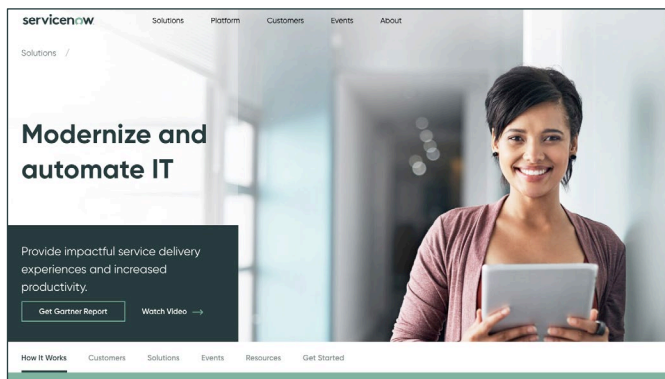 servicenow
Solutions Platform Customers Events About
Solutions /
Modernize and
automate IT
Provide impactful service delivery
experiences and increased
productivity.
Get Gartner Report Watch Video →
How It Works Customers Solutions Events Resources Get Started